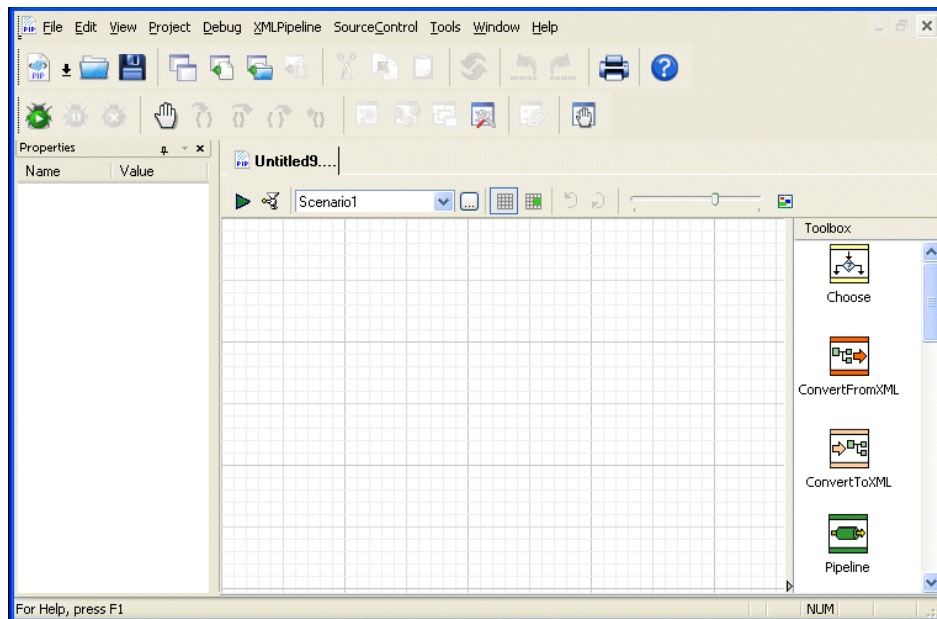 File Edit View Project Debug XMLPipeline SourceControl Tools Window Help
PIP
Properties
Name Value
Untitled9....
Scenario1
...
Toolbox
Choose
ConvertFromXML
ConvertToXML
Pipeline
For Help, press F1
NUM